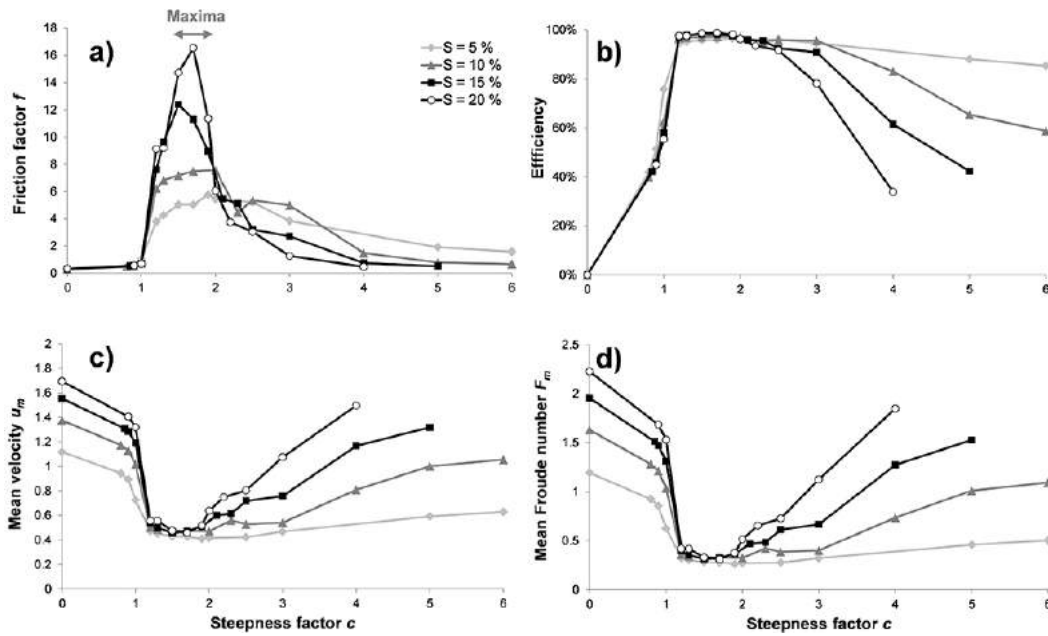 Maxima
a)
Friction factor f
18
16
14
12
10
8
6
4
2
0
0 1 2 3 4 5 6
S = 5 %
S = 10 %
S = 15 %
S = 20 %
b)
Effficiency
100%
80%
60%
40%
20%
0%
0 1 2 3 4 5 6
c)
Mean velocity um
2
1.8
1.6
1.4
1.2
1
0.8
0.6
0.4
0.2
0
0 1 2 3 4 5 6
Steepness factor c
d)
Mean Froude number Fm
2.5
2
1.5
1
0.5
0
0 1 2 3 4 5 6
Steepness factor c